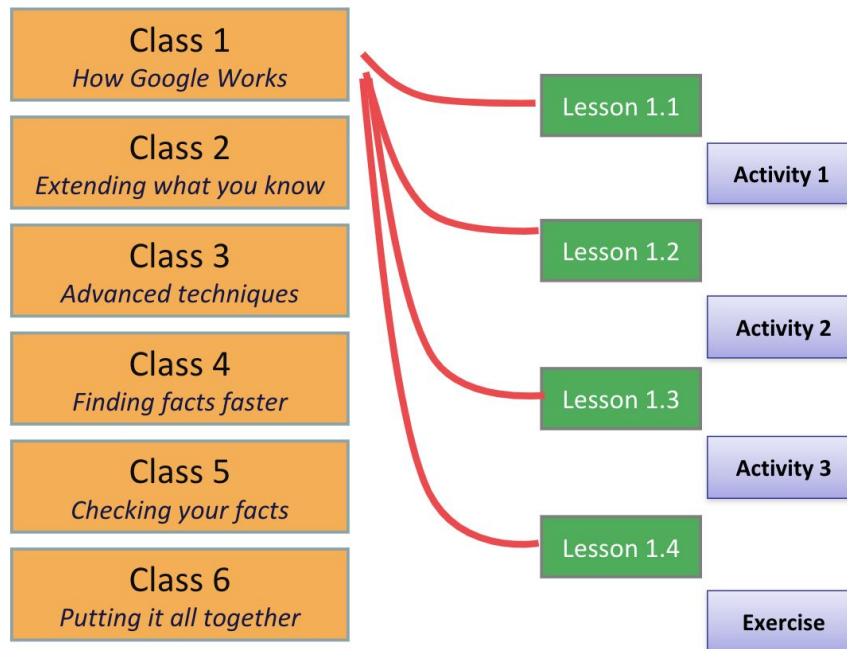 Class 1
How Google Works
Class 2
Extending what you know
Class 3
Advanced techniques
Class 4
Finding facts faster
Class 5
Checking your facts
Class 6
Putting it all together
Lesson 1.1
Activity 1
Lesson 1.2
Activity 2
Lesson 1.3
Activity 3
Lesson 1.4
Exercise